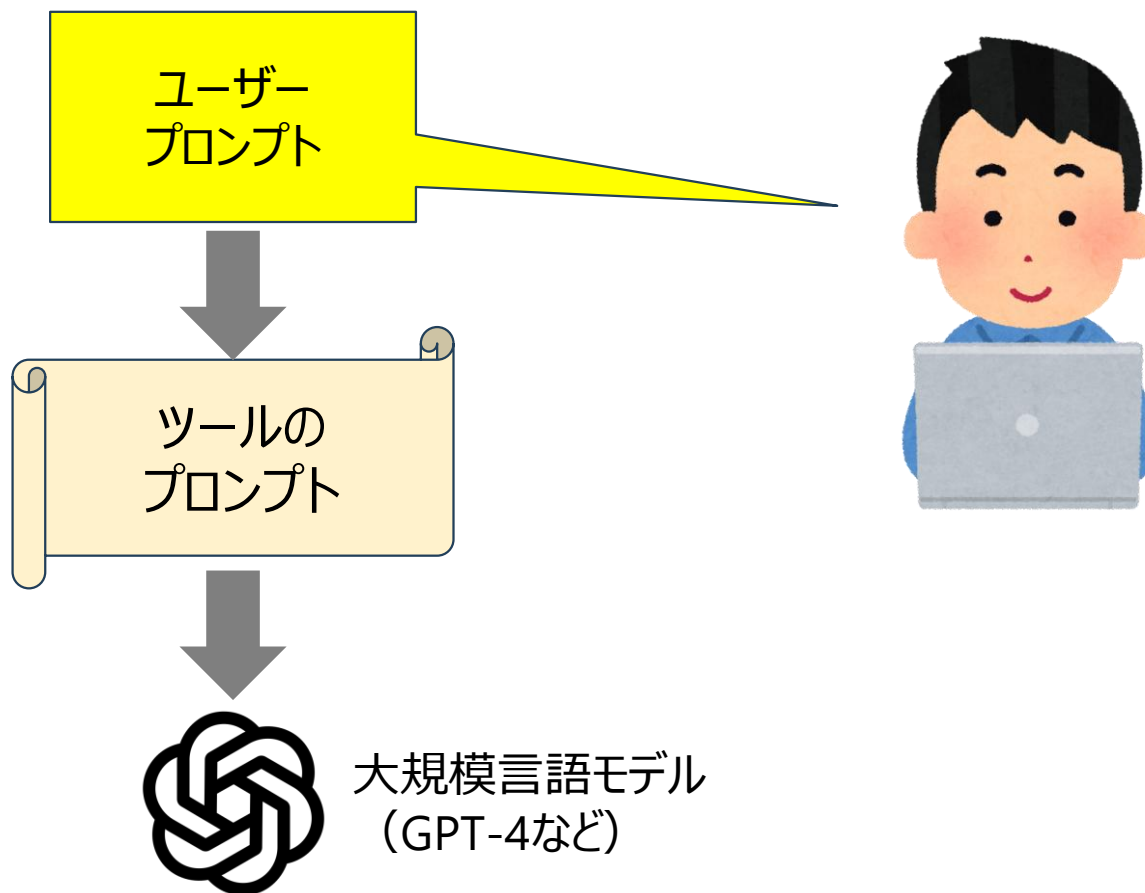 ユーザー
プロンプト
ツールの
プロンプト
大規模言語モデル
（GPT-4など）